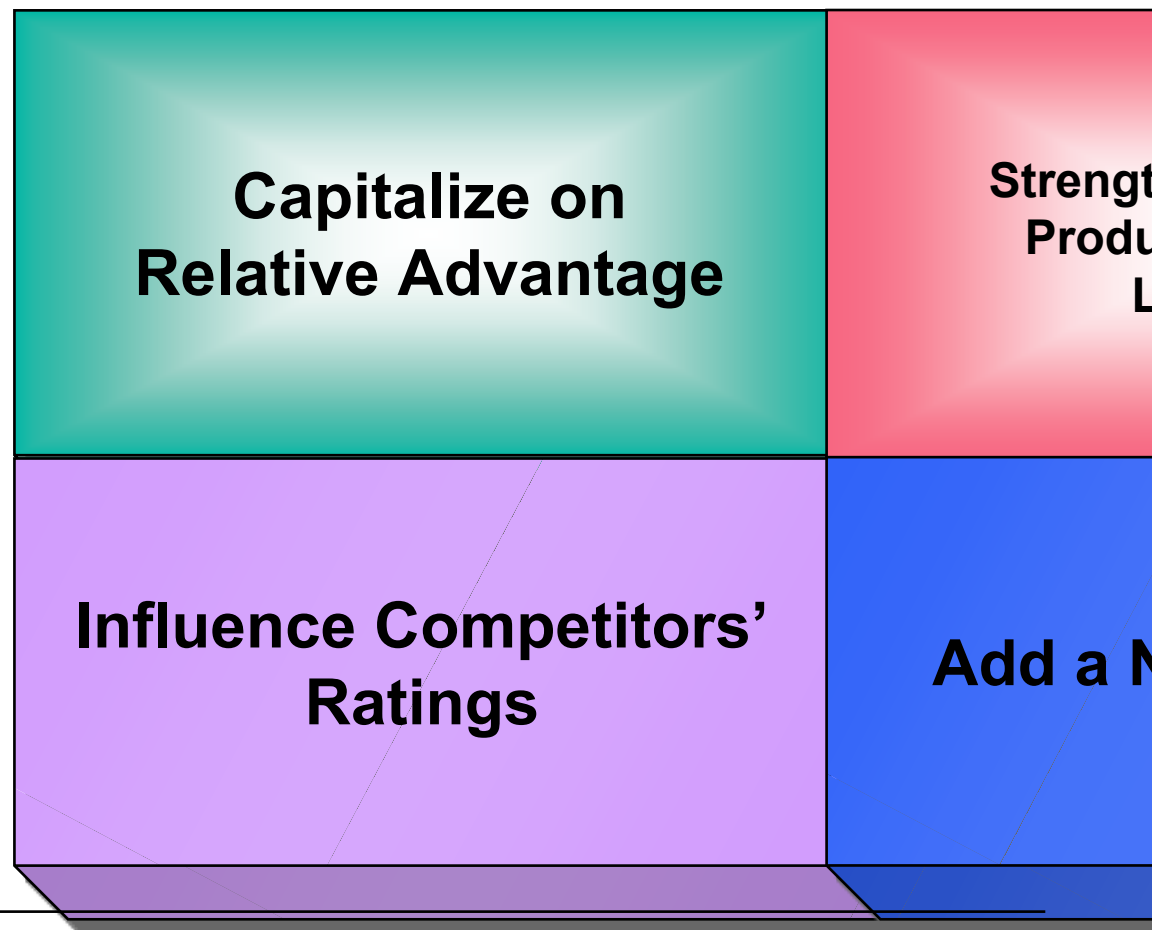 Capitalize on
Relative Advantage
Strengt
Produ
L
Influence Competitors’
Ratings
Add a N